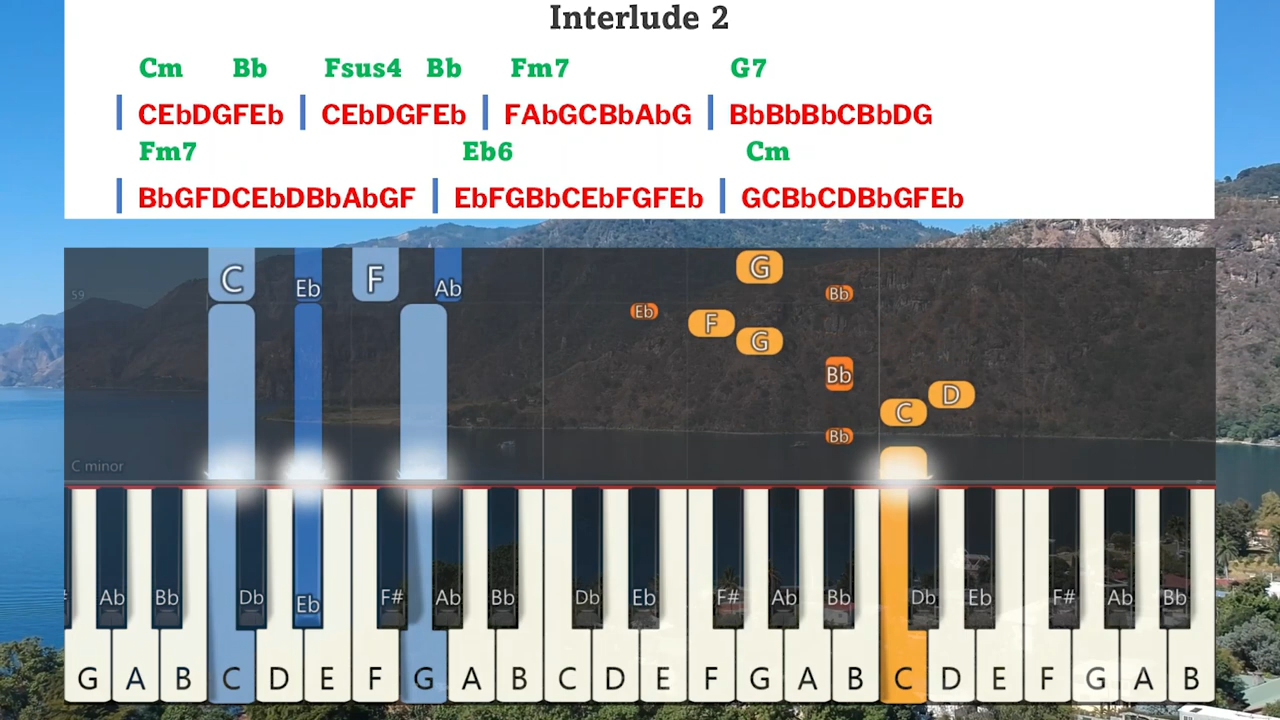 Interlude 2
Cm Bb Fsus4 Bb Fm7 G7
| CEbDGFEb | CEbDGFEb | FAbGCBbAbG | BbBbBbCBbDG
Fm7 Eb6 Cm
| BbGFDCEbDBbAbGF | EbFGBbCEbFGFEb | GCBbCDBbGFEb
G
C Eb F Ab
59 Bb
Eb
F
G
Bb
D
C
Bb
C minor
Ab Bb Db Eb F# Ab Bb Db Eb F# Ab Bb Db Eb F# Ab Bb
G A B C D E F G A B C D E F G A B C D E F G A B